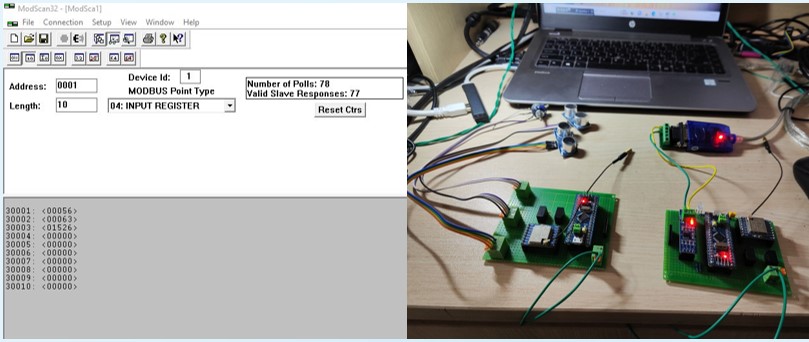 ModScan32 - [ModSca1]
File Connection Setup View Window Help
Address: 0001
Device Id: 1
MODBUS Point Type
Length: 10
04: INPUT REGISTER
Number of Polls: 78
Valid Slave Responses: 77
Reset Ctrs
30001: <00056>
30002: <00063>
30003: <01526>
30004: <00000>
30005: <00000>
30006: <00000>
30007: <00000>
30008: <00000>
30009: <00000>
30010: <00000>